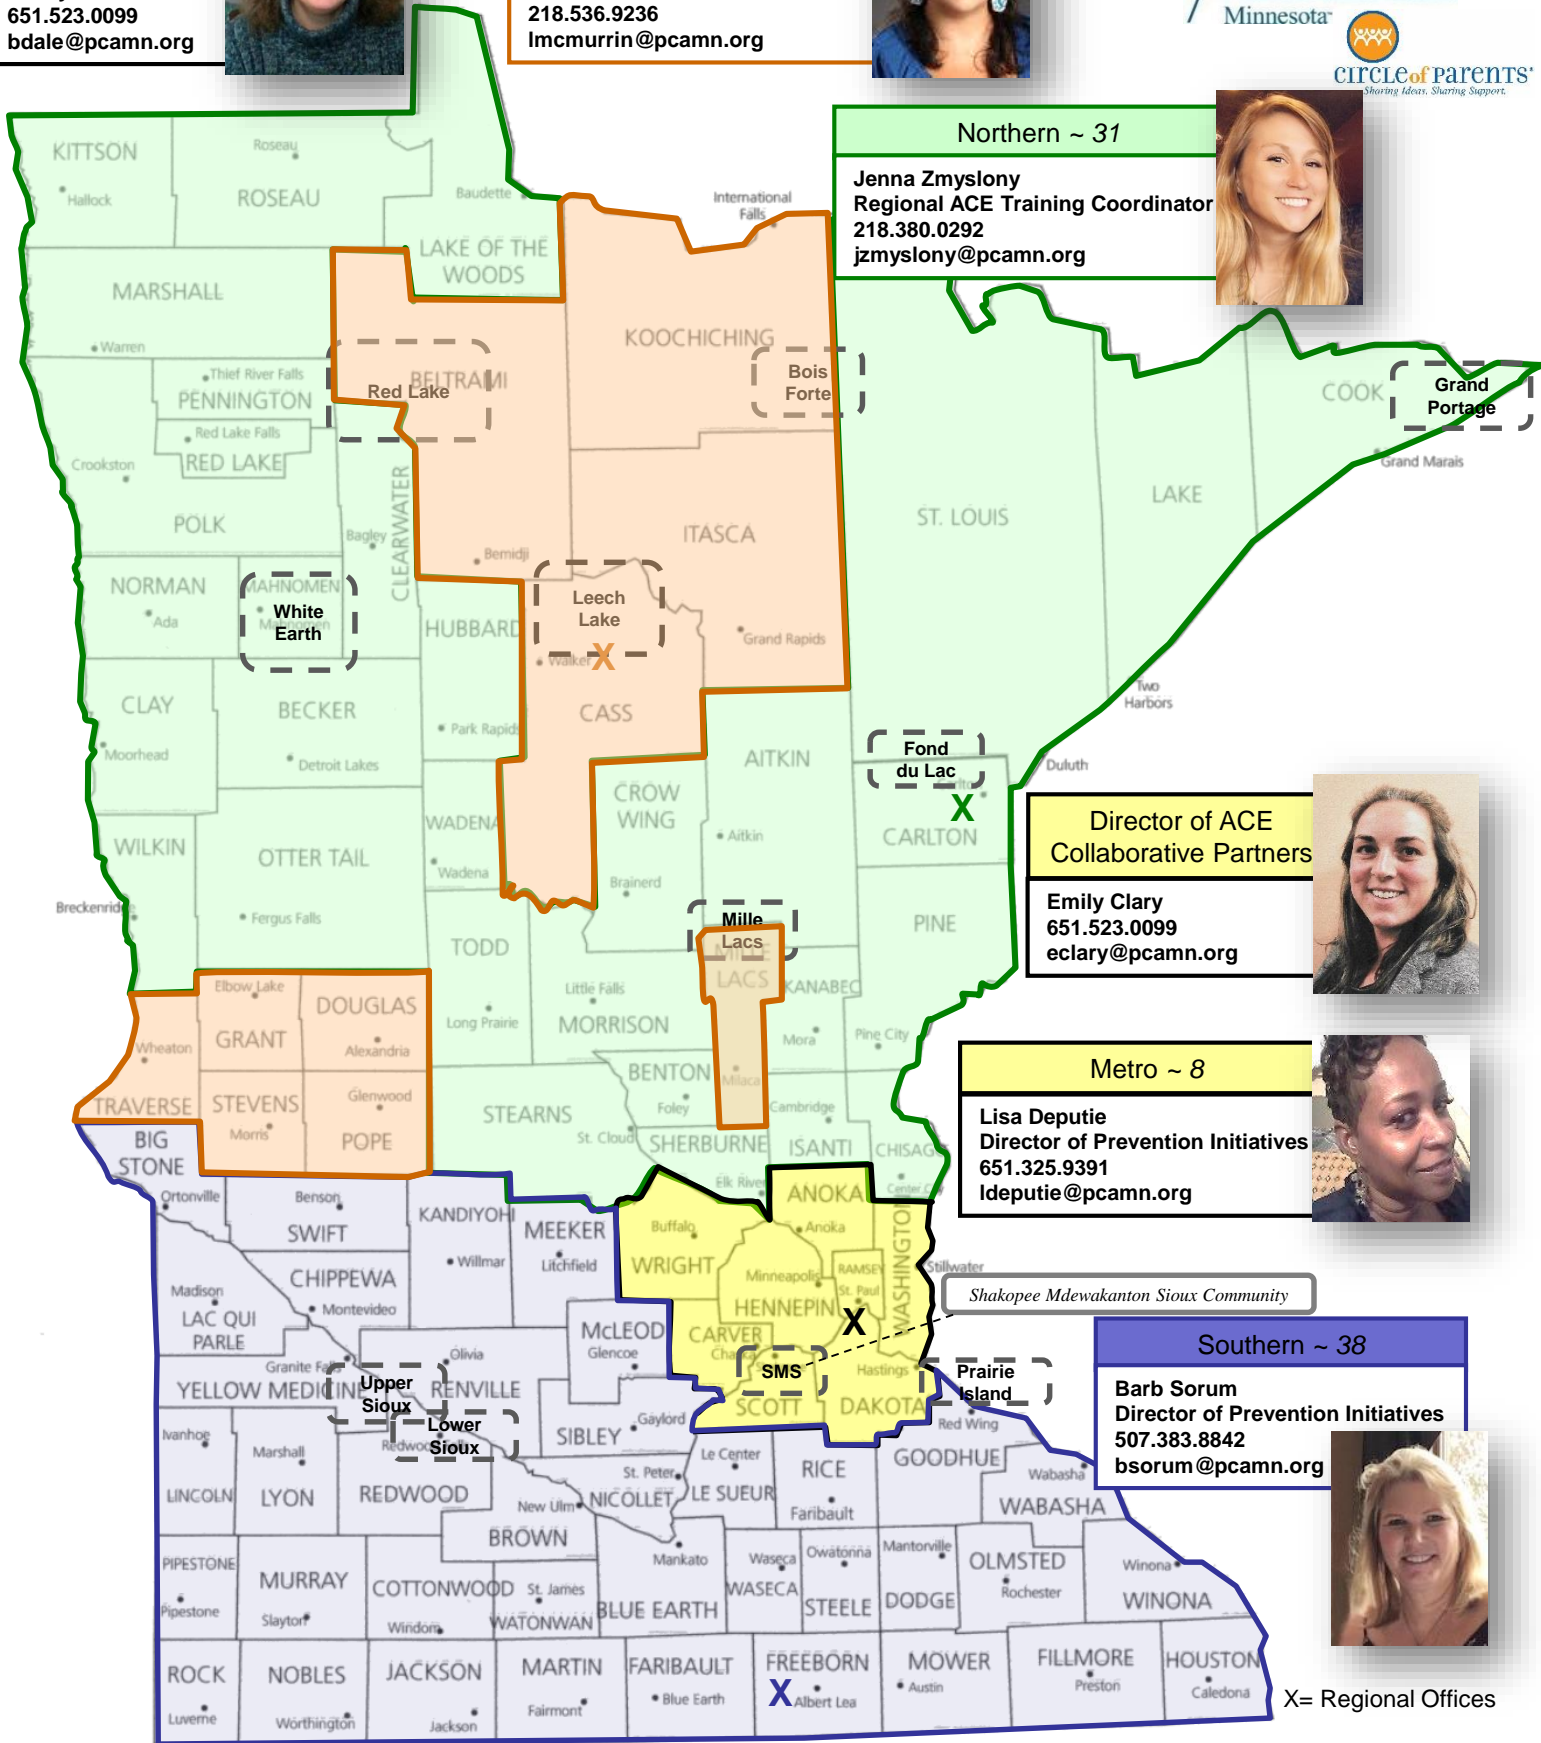 651.523.0099
bdale@pcamn.org
218.536.9236
lmcmurrin@pcamn.org
Minnesota
CIRCLE of PARENTS
Sharing Ideas. Sharing Support.
Northern ~ 31
Jenna Zmyslony
Regional ACE Training Coordinator
218.380.0292
jzmyslony@pcamn.org
KITTSON
Hallock
Roseau
ROSEAU
Baudette
LAKE OF THE
WOODS
International
Falls
MARSHALL
Warren
KOOCHICHING
Thief River Falls
PENNINGTON
Red Lake
BELTRAMI
Bois
Forte
COOK
Grand
Portage
Grand Marais
Red Lake Falls
RED LAKE
Crookston
POLK
Bagley
CLEARWATER
Bemidji
ITASCA
ST. LOUIS
LAKE
NORMAN
Ada
MAHNOMEN
White
Earth
Mahnomen
HUBBARD
Leech
Lake
X
Walker
Grand Rapids
Two
Harbors
CLAY
Moorhead
BECKER
Detroit Lakes
Park Rapids
CASS
AITKIN
Aitkin
Fond
du Lac
Carlton
X
CARLTON
Duluth
WILKIN
Breckenridge
OTTER TAIL
Fergus Falls
WADENA
Wadena
CROW
WING
Brainerd
Director of ACE
Collaborative Partners
Emily Clary
651.523.0099
eclary@pcamn.org
TODD
Long Prairie
Little Falls
MORRISON
Mille
Lacs
MILLE
LACS
Milaca
KANABEC
Mora
PINE
Pine City
Elbow Lake
GRANT
DOUGLAS
Alexandria
Wheaton
TRAVERSE
STEVENS
Morris
Glenwood
POPE
STEARNS
St. Cloud
BENTON
Foley
SHERBURNE
Elk River
Cambridge
ISANTI
CHISAGO
Center City
Metro ~ 8
Lisa Deputie
Director of Prevention Initiatives
651.325.9391
ldeputie@pcamn.org
BIG
STONE
Ortonville
Benson
SWIFT
KANDIYOHI
Willmar
MEEKER
Litchfield
Buffalo
WRIGHT
ANOKA
Anoka
Minneapolis
HENNEPIN
RAMSEY
St. Paul
X
WASHINGTON
Stillwater
Shakopee Mdewakanton Sioux Community
Madison
LAC QUI
PARLE
CHIPPEWA
Montevideo
McLEOD
Glencoe
CARVER
Chaska
SMS
SCOTT
Hastings
DAKOTA
Prairie
Island
Red Wing
Granite Falls
YELLOW MEDICINE
Upper
Sioux
Olivia
RENVILLE
Lower
Sioux
SIBLEY
Gaylord
Southern ~ 38
Barb Sorum
Director of Prevention Initiatives
507.383.8842
bsorum@pcamn.org
Ivanhoe
LINCOLN
Marshall
LYON
REDWOOD
New Ulm
BROWN
St. Peter
NICOLLET
Le Center
LE SUEUR
RICE
Faribault
GOODHUE
Wabasha
WABASHA
PIPESTONE
Pipestone
MURRAY
Slayton
COTTONWOOD
Windom
St. James
WATONWAN
Mankato
BLUE EARTH
Waseca
WASECA
Owatonna
STEELE
Mantorville
DODGE
OLMSTED
Rochester
Winona
WINONA
ROCK
Luverne
NOBLES
Worthington
JACKSON
Jackson
MARTIN
Fairmont
FARIBAULT
Blue Earth
FREEBORN
X
Albert Lea
MOWER
Austin
FILLMORE
Preston
HOUSTON
Caledonia
X= Regional Offices